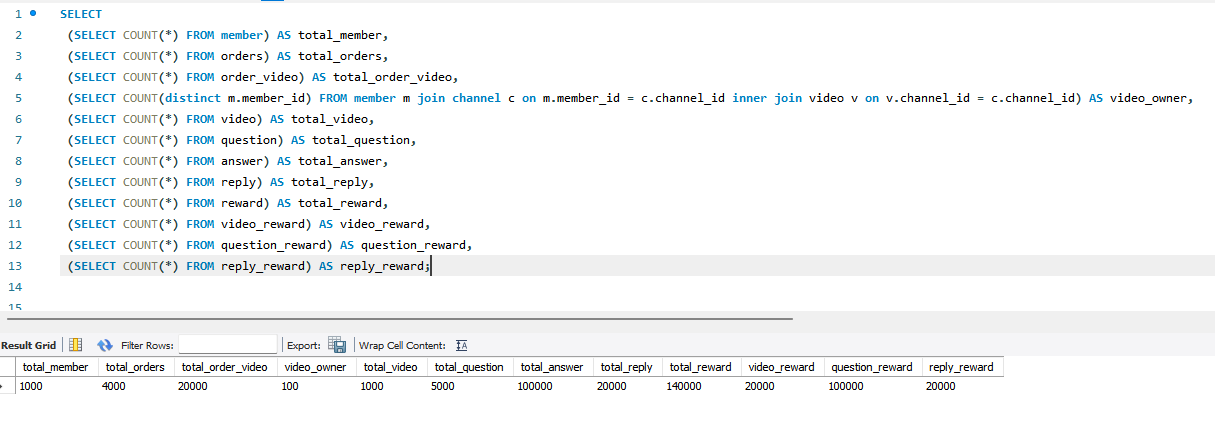 1 SELECT
2 (SELECT COUNT(*) FROM member) AS total_member,
3 (SELECT COUNT(*) FROM orders) AS total_orders,
4 (SELECT COUNT(*) FROM order_video) AS total_order_video,
5 (SELECT COUNT(distinct m.member_id) FROM member m join channel c on m.member_id = c.channel_id inner join video v on v.channel_id = c.channel_id) AS video_owner,
6 (SELECT COUNT(*) FROM video) AS total_video,
7 (SELECT COUNT(*) FROM question) AS total_question,
8 (SELECT COUNT(*) FROM answer) AS total_answer,
9 (SELECT COUNT(*) FROM reply) AS total_reply,
10 (SELECT COUNT(*) FROM reward) AS total_reward,
11 (SELECT COUNT(*) FROM video_reward) AS video_reward,
12 (SELECT COUNT(*) FROM question_reward) AS question_reward,
13 (SELECT COUNT(*) FROM reply_reward) AS reply_reward;
14
15
Result Grid Filter Rows: Export: Wrap Cell Content:
total_member total_orders total_order_video video_owner total_video total_question total_answer total_reply total_reward video_reward question_reward reply_reward
1000 4000 20000 100 1000 5000 100000 20000 140000 20000 100000 20000